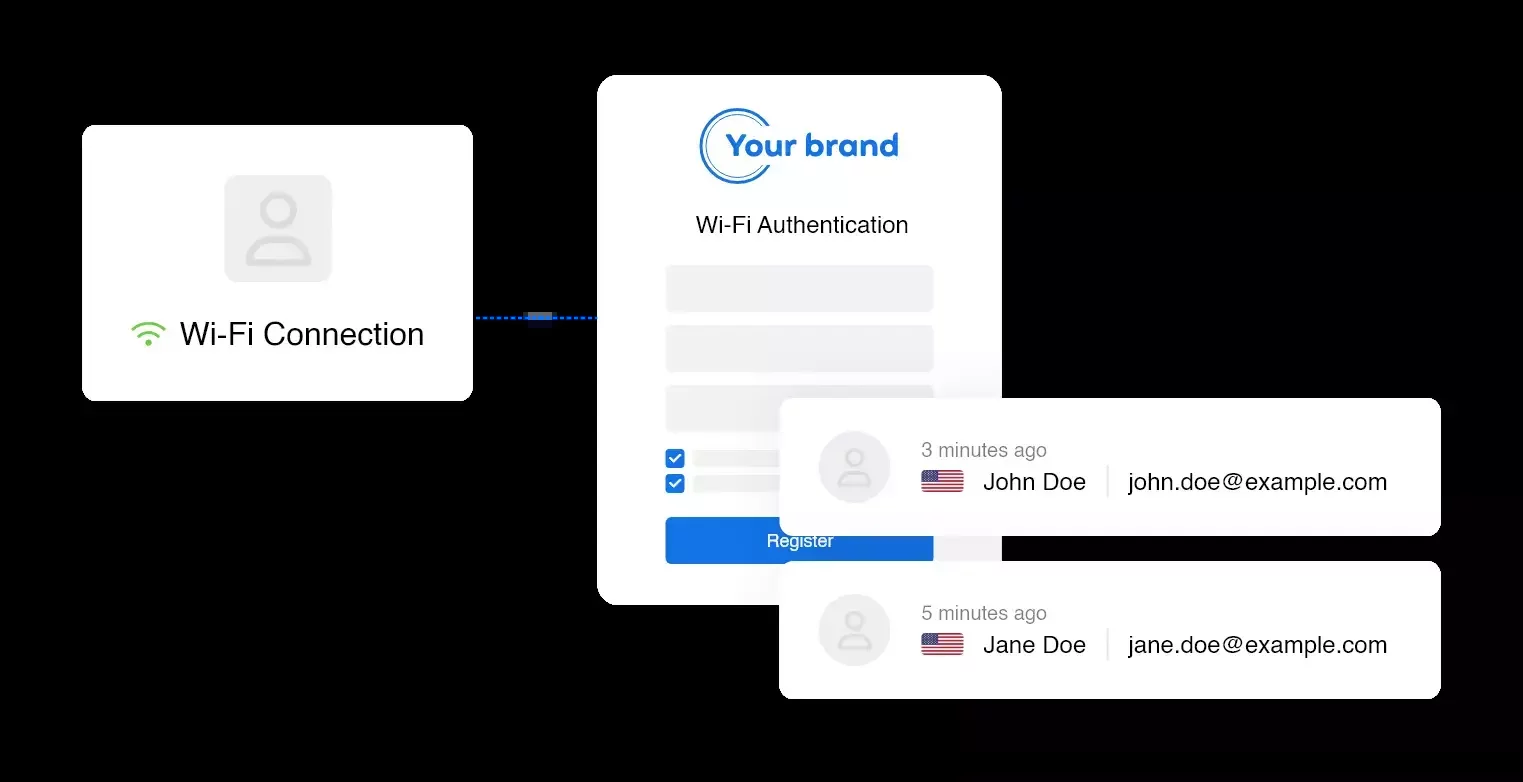 Wi-Fi Connection
Your brand
Wi-Fi Authentication
Register
3 minutes ago
John Doe john.doe@example.com
5 minutes ago
Jane Doe jane.doe@example.com